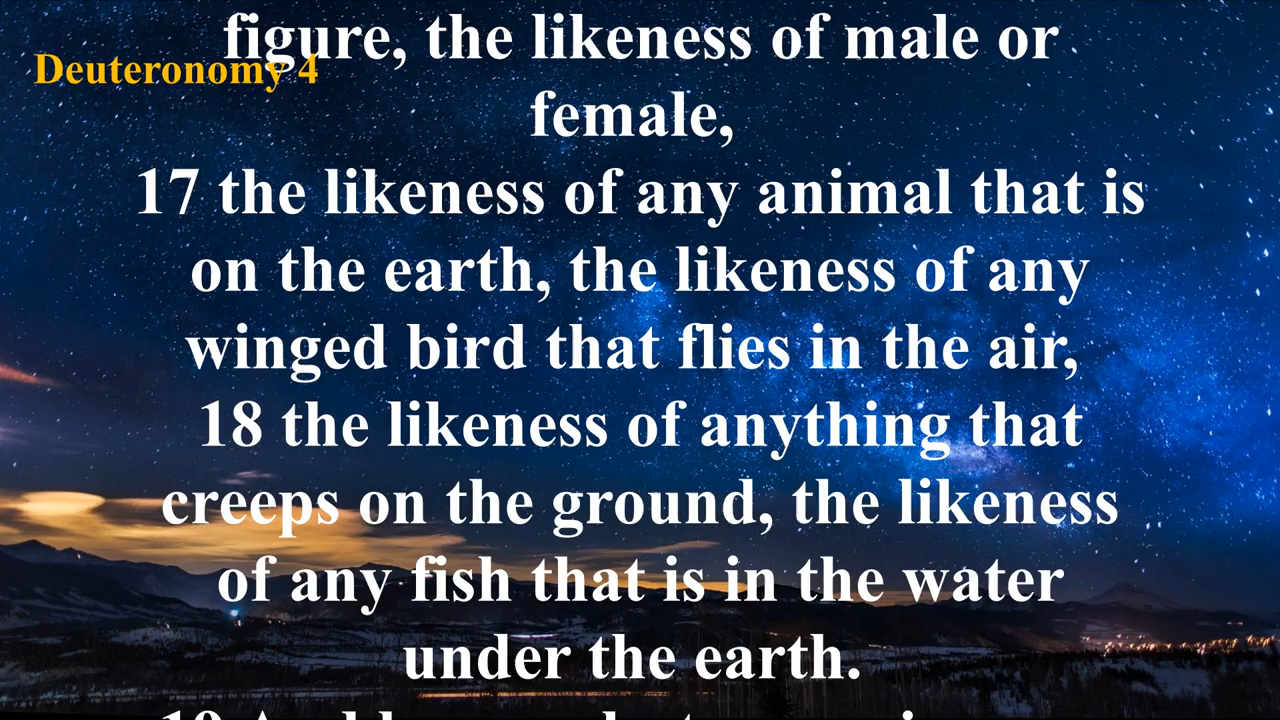 figure, the likeness of male or
Deuteronomy 4
female,
17 the likeness of any animal that is
on the earth, the likeness of any
winged bird that flies in the air,
18 the likeness of anything that
creeps on the ground, the likeness
of any fish that is in the water
under the earth.